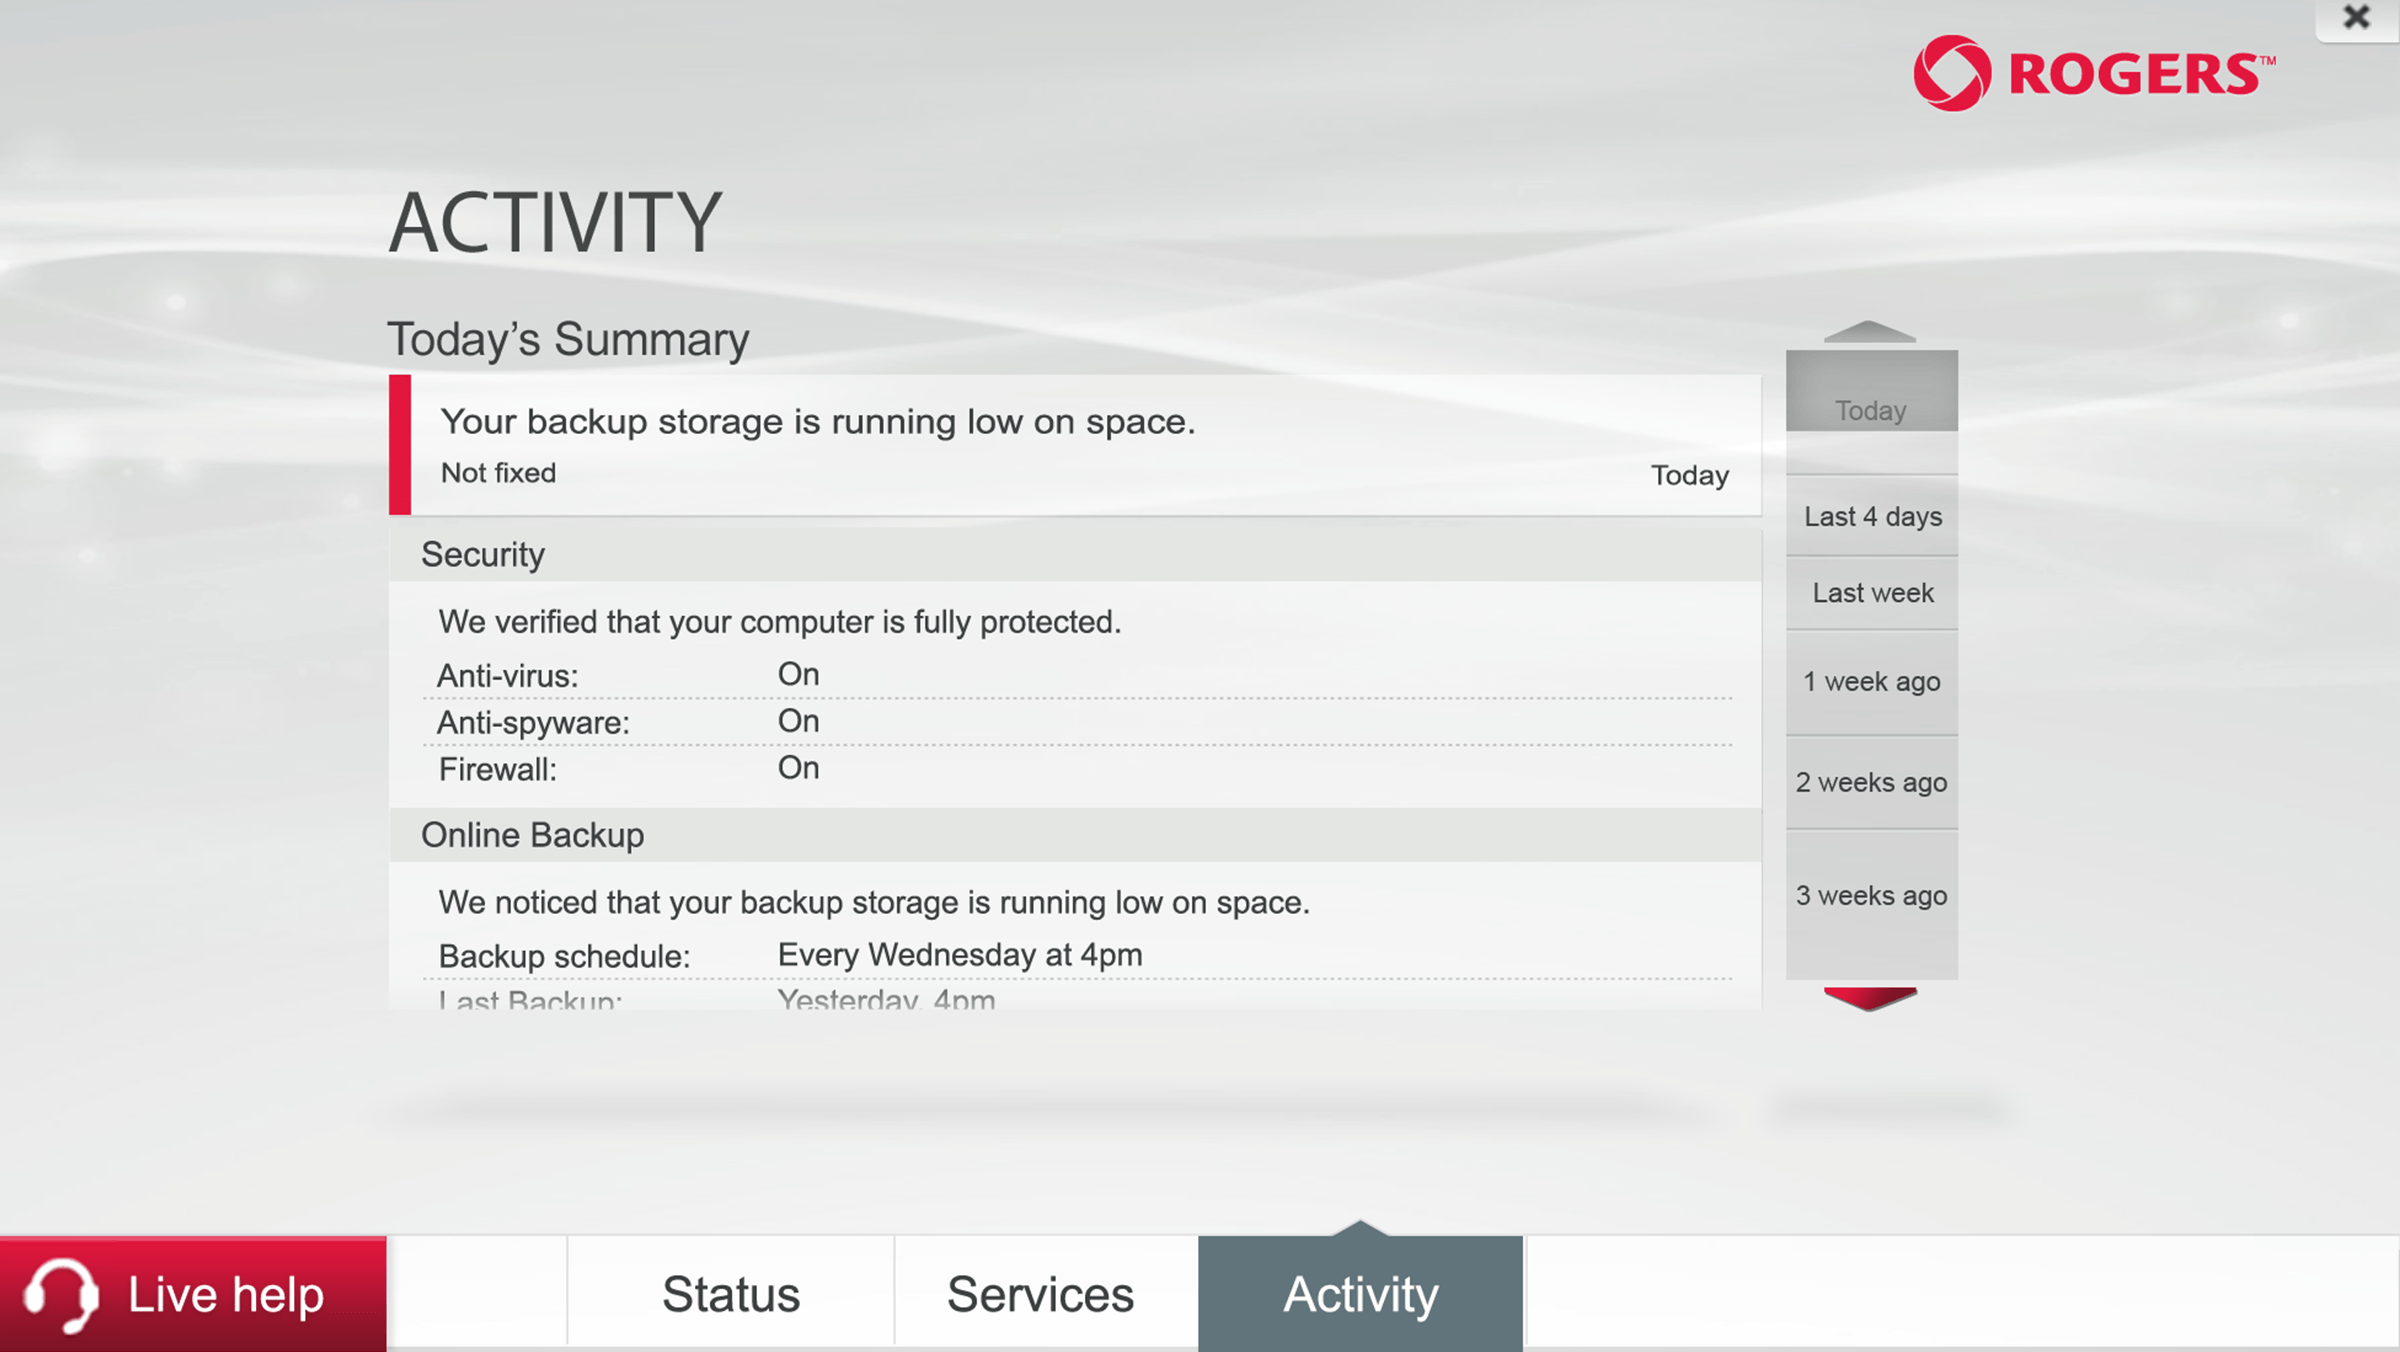 ROGERS™
ACTIVITY
Today’s Summary
Your backup storage is running low on space.
Not fixed
Today
Security
We verified that your computer is fully protected.
Anti-virus: On
Anti-spyware: On
Firewall: On
Online Backup
We noticed that your backup storage is running low on space.
Backup schedule: Every Wednesday at 4pm
Last Backup: Yesterday, 4pm
Today
Last 4 days
Last week
1 week ago
2 weeks ago
3 weeks ago
Live help
Status
Services
Activity